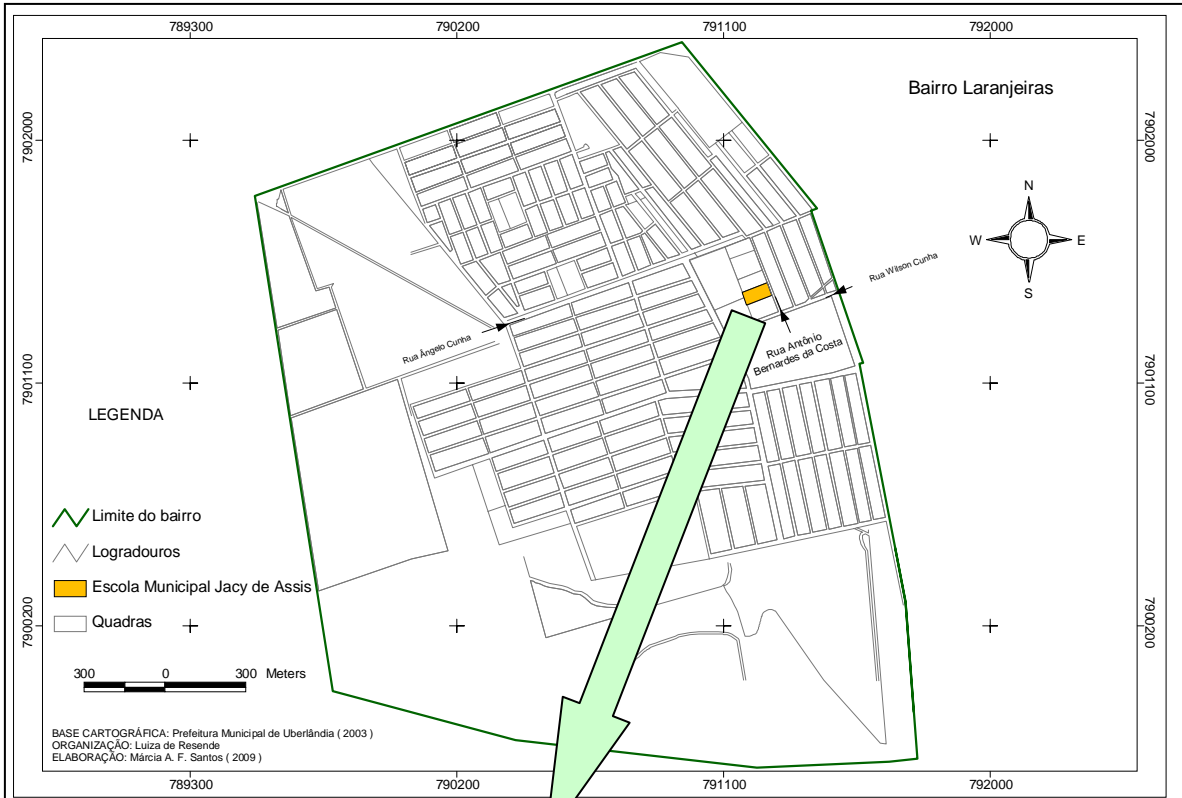 789300 790200 791100 792000
Bairro Laranjeiras
7902000 7902000
N
W E
S
Rua Wilson Cunha
Rua Ângelo Cunha
Rua Antônio
Bernardes da Costa
7901100 7901100
LEGENDA
Limite do bairro
Logradouros
Escola Municipal Jacy de Assis
Quadras
7900200 7900200
300 0 300 Meters
BASE CARTOGRÁFICA: Prefeitura Municipal de Uberlândia ( 2003 )
ORGANIZAÇÃO: Luiza de Resende
ELABORAÇÃO: Márcia A. F. Santos ( 2009 )
789300 790200 791100 792000